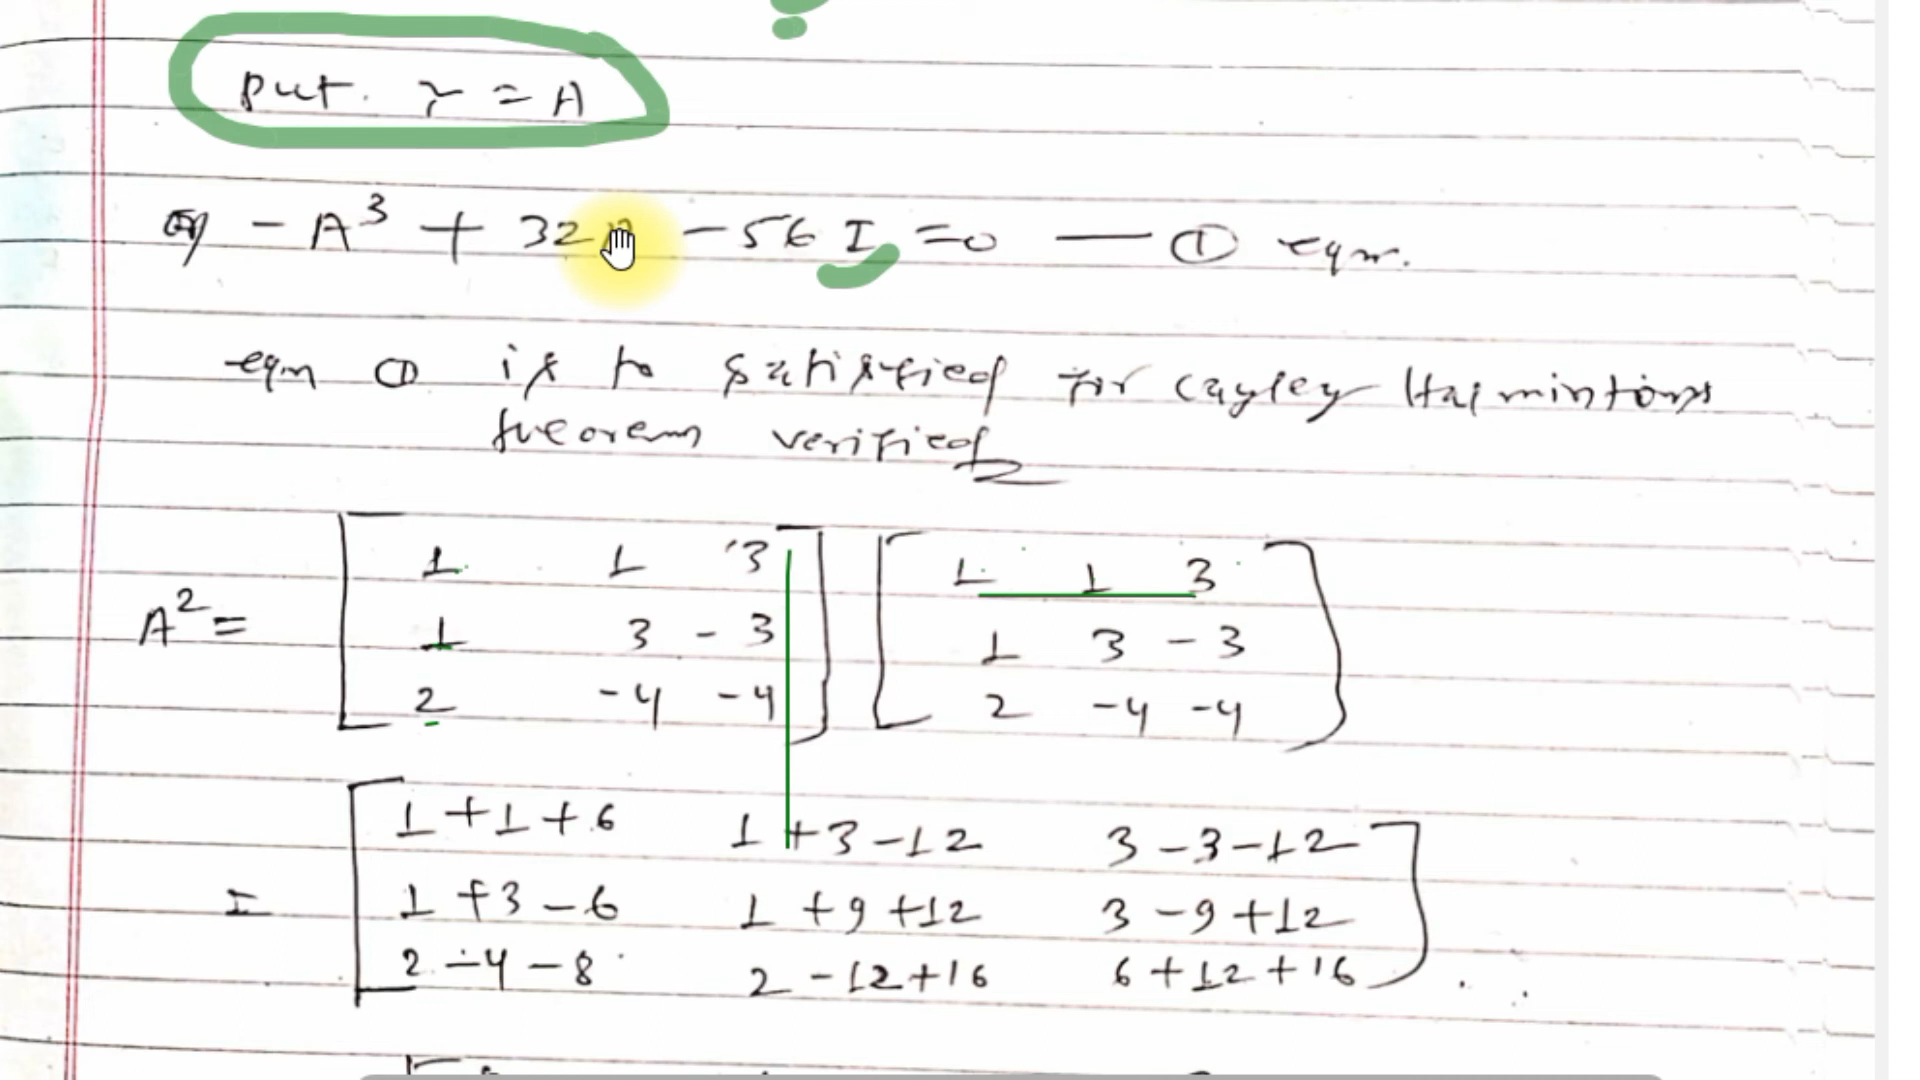 put. r = A
- A³ + 32A - 56 I = 0 — ① eqn.
eqn ① is to satisfied for Cayley Halmintons
theorem verified
A² = [ 1 1 3 ] [ 1 1 3 ]
1 3 -3 1 3 -3
2 -4 -4 2 -4 -4
1+1+6 1+3-12 3-3-12
= 1+3-6 1+9+12 3-9+12
2-4-8 2-12+16 6+12+16